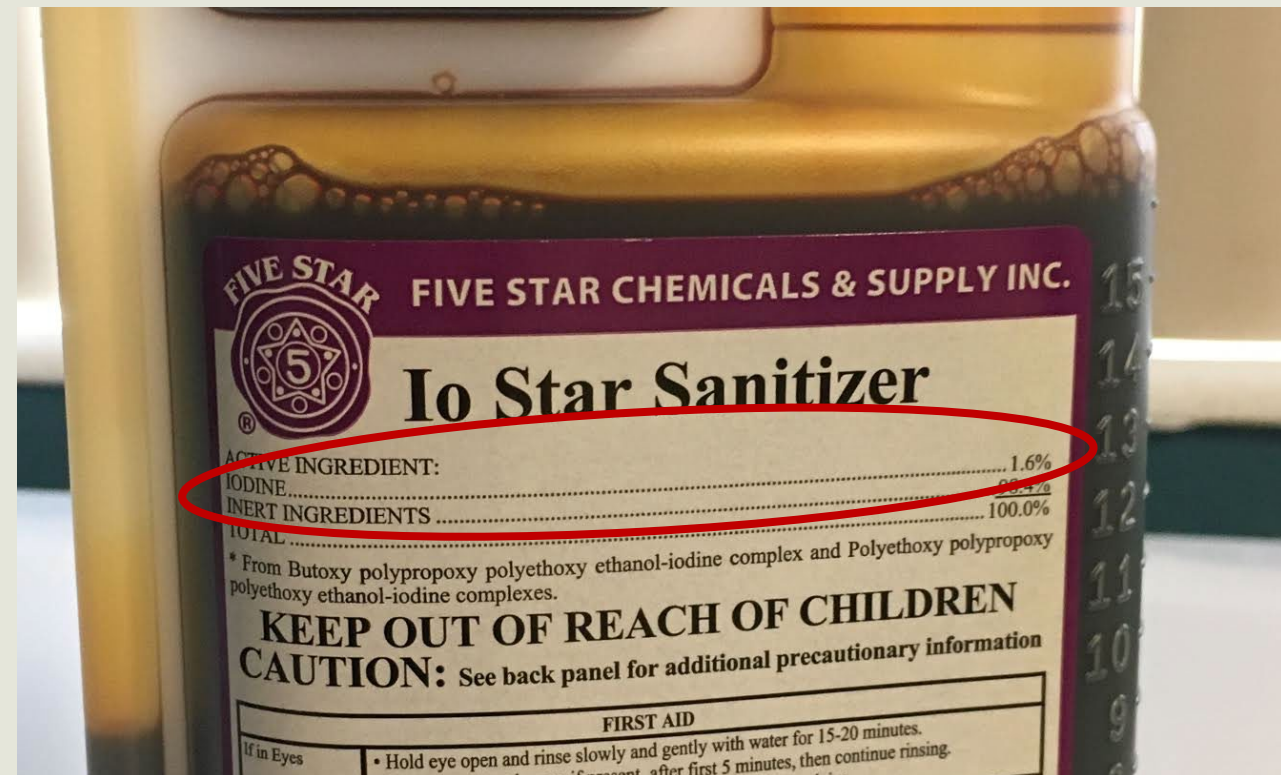 FIVE STAR
5
®
FIVE STAR CHEMICALS & SUPPLY INC.
Io Star Sanitizer
ACTIVE INGREDIENT:
IODINE 1.6%
INERT INGREDIENTS 98.4%
TOTAL 100.0%
* From Butoxy polypropoxy polyethoxy ethanol-iodine complex and Polyethoxy polypropoxy
polyethoxy ethanol-iodine complexes.
KEEP OUT OF REACH OF CHILDREN
CAUTION: See back panel for additional precautionary information
FIRST AID
If in Eyes
• Hold eye open and rinse slowly and gently with water for 15-20 minutes.
after first 5 minutes, then continue rinsing.
15
14
13
12
11
10
9